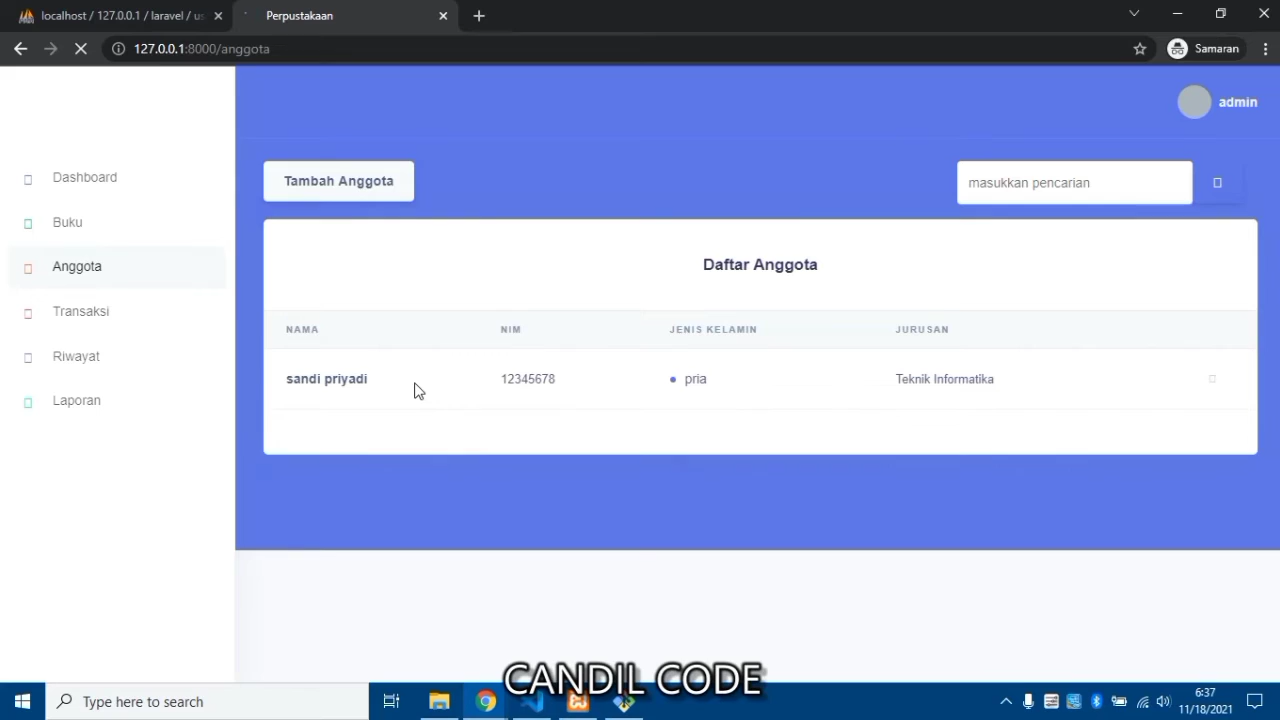 localhost / 127.0.0.1 / laravel / us
Perpustakaan
127.0.0.1:8000/anggota
Samaran
admin
Dashboard
Buku
Anggota
Transaksi
Riwayat
Laporan
Tambah Anggota
masukkan pencarian
Daftar Anggota
NAMA NIM JENIS KELAMIN JURUSAN
sandi priyadi 12345678 pria Teknik Informatika
CANDIL CODE
Type here to search
6:37
11/18/2021